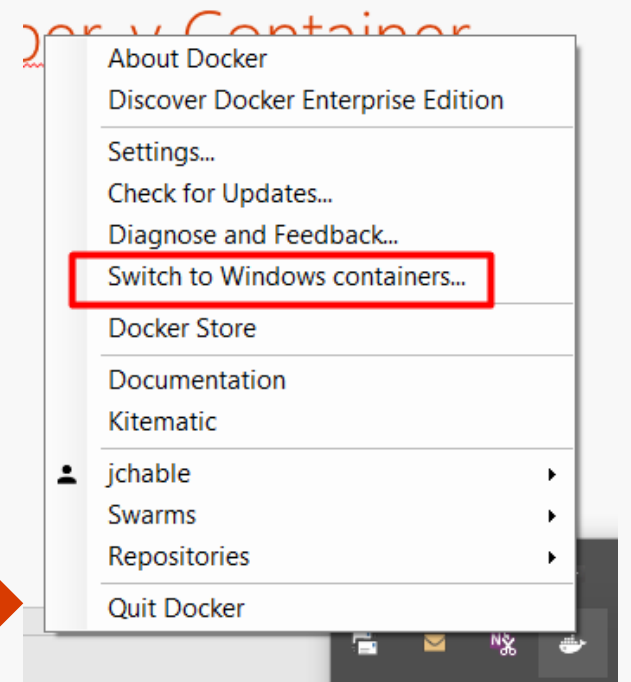 About Docker
Discover Docker Enterprise Edition
Settings...
Check for Updates...
Diagnose and Feedback...
Switch to Windows containers...
Docker Store
Documentation
Kitematic
jchable
Swarms
Repositories
Quit Docker